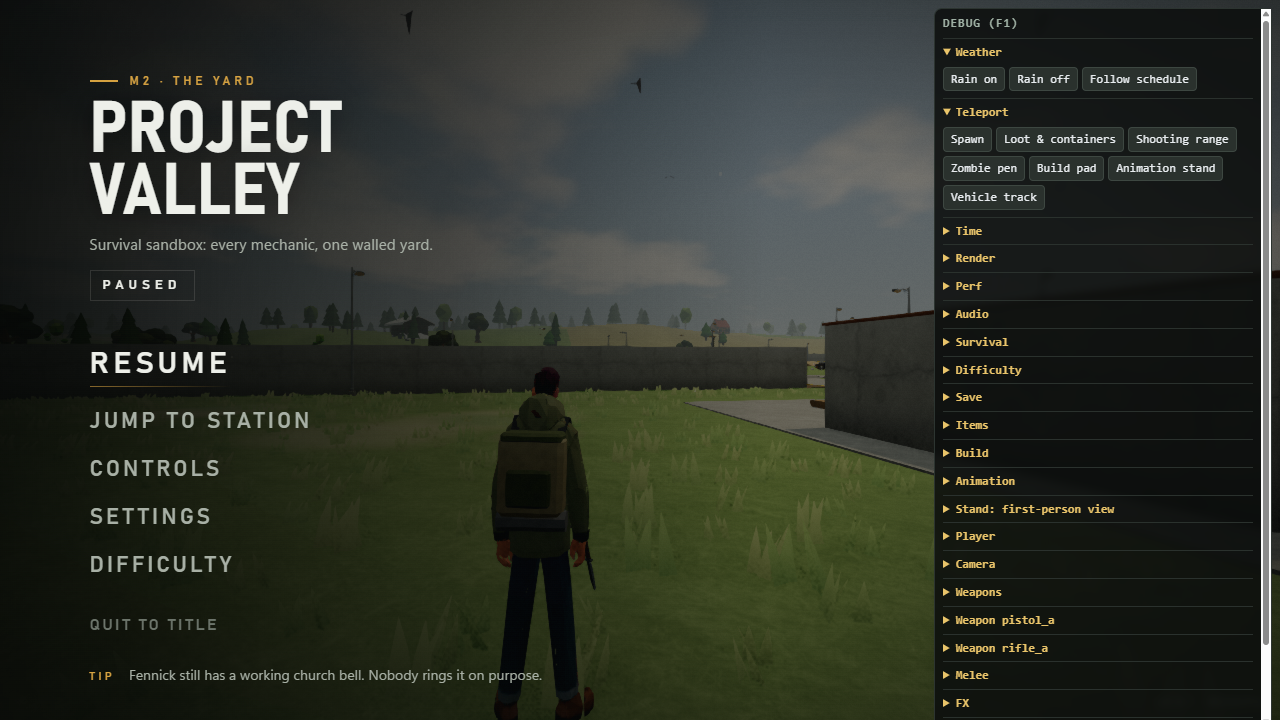 M2 · THE YARD
PROJECT
VALLEY
Survival sandbox: every mechanic, one walled yard.
PAUSED
RESUME
JUMP TO STATION
CONTROLS
SETTINGS
DIFFICULTY
QUIT TO TITLE
TIP Fennick still has a working church bell. Nobody rings it on purpose.
DEBUG (F1)
Weather
Rain on Rain off Follow schedule
Teleport
Spawn Loot & containers Shooting range
Zombie pen Build pad Animation stand
Vehicle track
Time
Render
Perf
Audio
Survival
Difficulty
Save
Items
Build
Animation
Stand: first-person view
Player
Camera
Weapons
Weapon pistol_a
Weapon rifle_a
Melee
FX